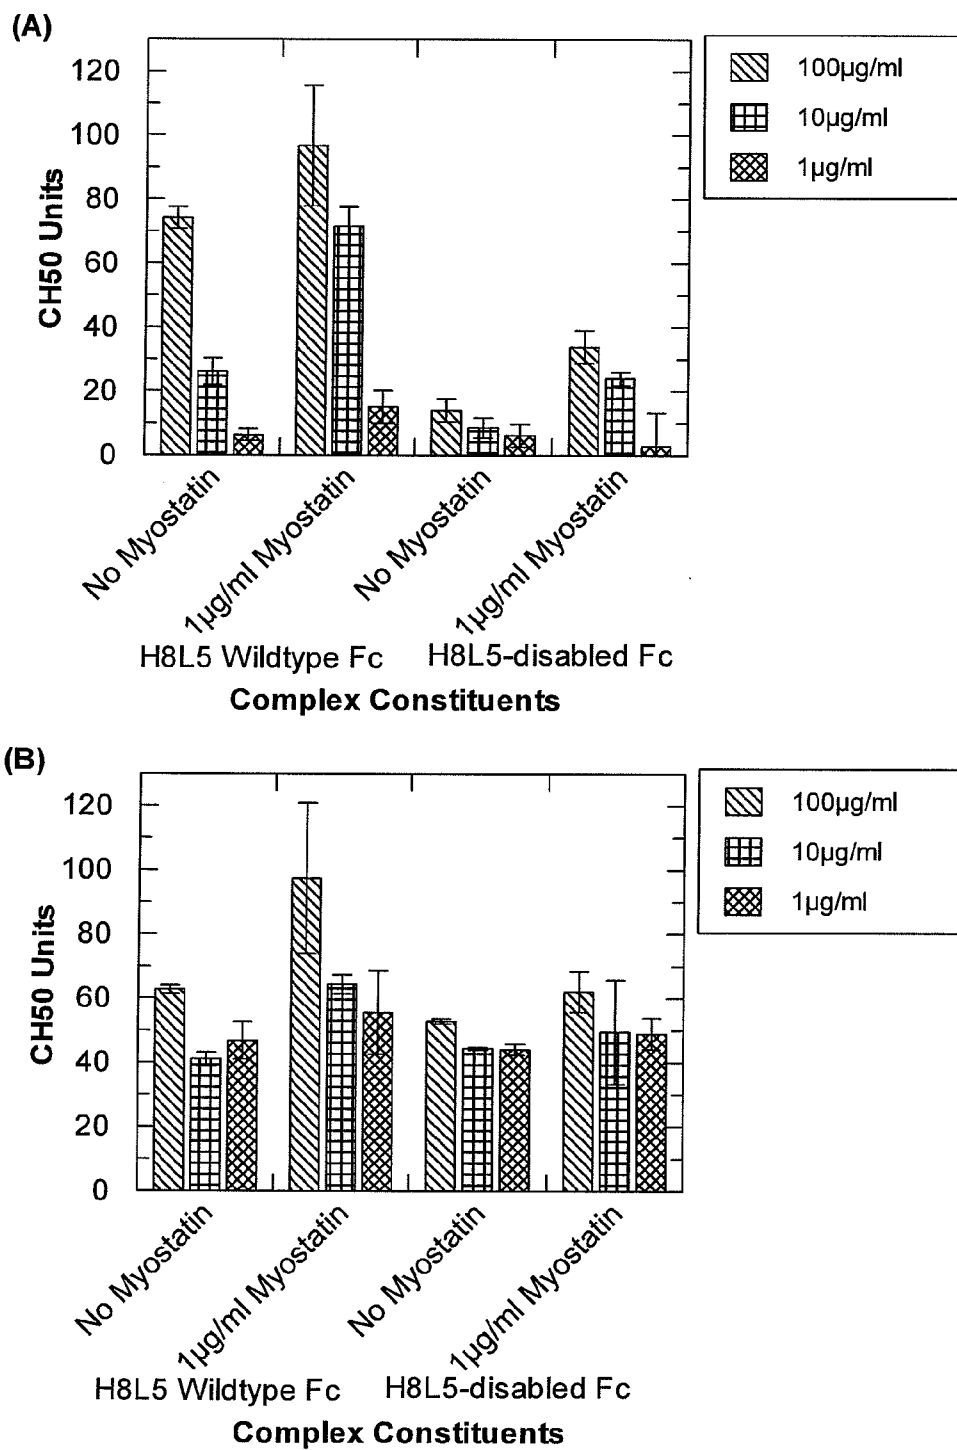 (A)
120
100
80
60
40
20
0
CH50 Units
100µg/ml
10µg/ml
1µg/ml
No Myostatin
1µg/ml Myostatin
No Myostatin
1µg/ml Myostatin
H8L5 Wildtype Fc
H8L5-disabled Fc
Complex Constituents
(B)
120
100
80
60
40
20
0
CH50 Units
100µg/ml
10µg/ml
1µg/ml
No Myostatin
1µg/ml Myostatin
No Myostatin
1µg/ml Myostatin
H8L5 Wildtype Fc
H8L5-disabled Fc
Complex Constituents